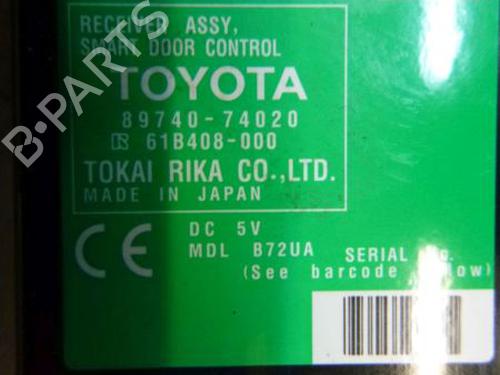 RECEIVER ASSY,
SMART DOOR CONTROL
TOYOTA
89740-74020
61B408-000
TOKAI RIKA CO.,LTD.
MADE IN JAPAN
CE
DC 5V
MDL B72UA SERIAL
(See barcode
B-PARTS